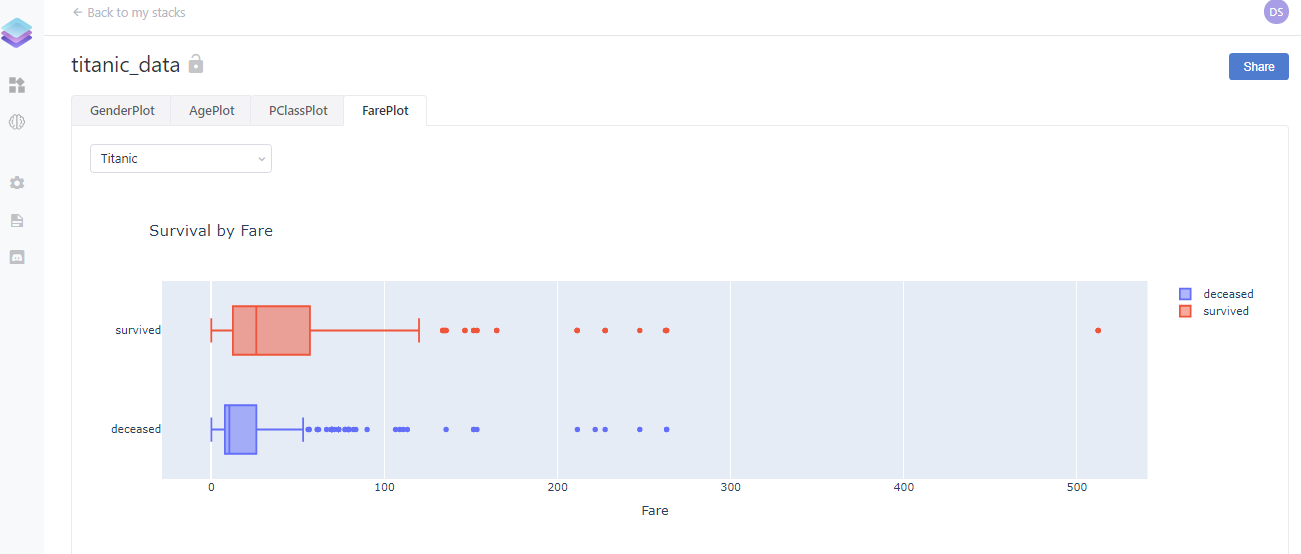 Back to my stacks
DS
titanic_data
Share
GenderPlot
AgePlot
PClassPlot
FarePlot
Titanic
Survival by Fare
deceased
survived
survived
deceased
0 100 200 300 400 500
Fare